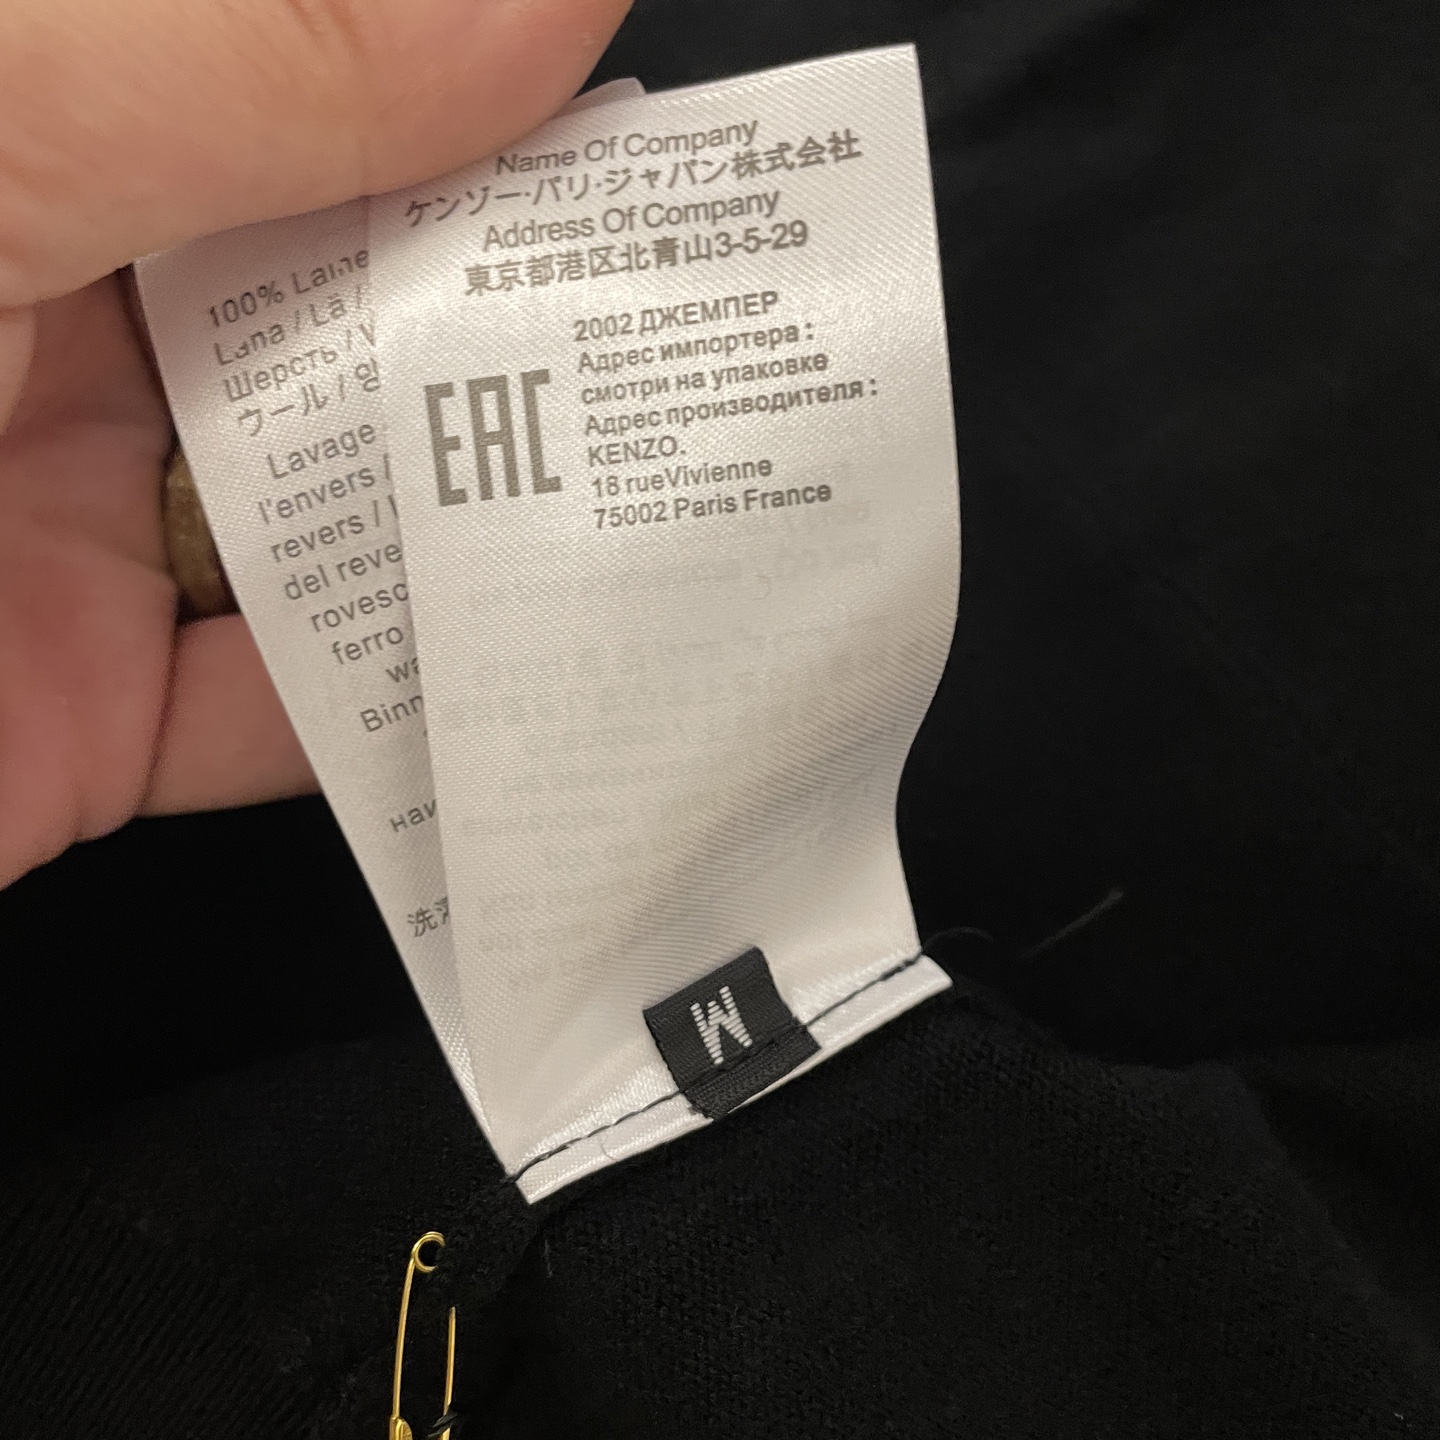 Name Of Company
ケンゾー·パリ·ジャパン株式会社
Address Of Company
東京都港区北青山3-5-29
2002 ДЖЕМПЕР
Адрес импортера :
смотри на упаковке
Адрес производителя :
KENZO.
18 rueVivienne
75002 Paris France
EAC
M
100% Laine
Lana / Lã /
Шерсть /
ウール /
Lavage
l'envers /
revers /
del
ferro